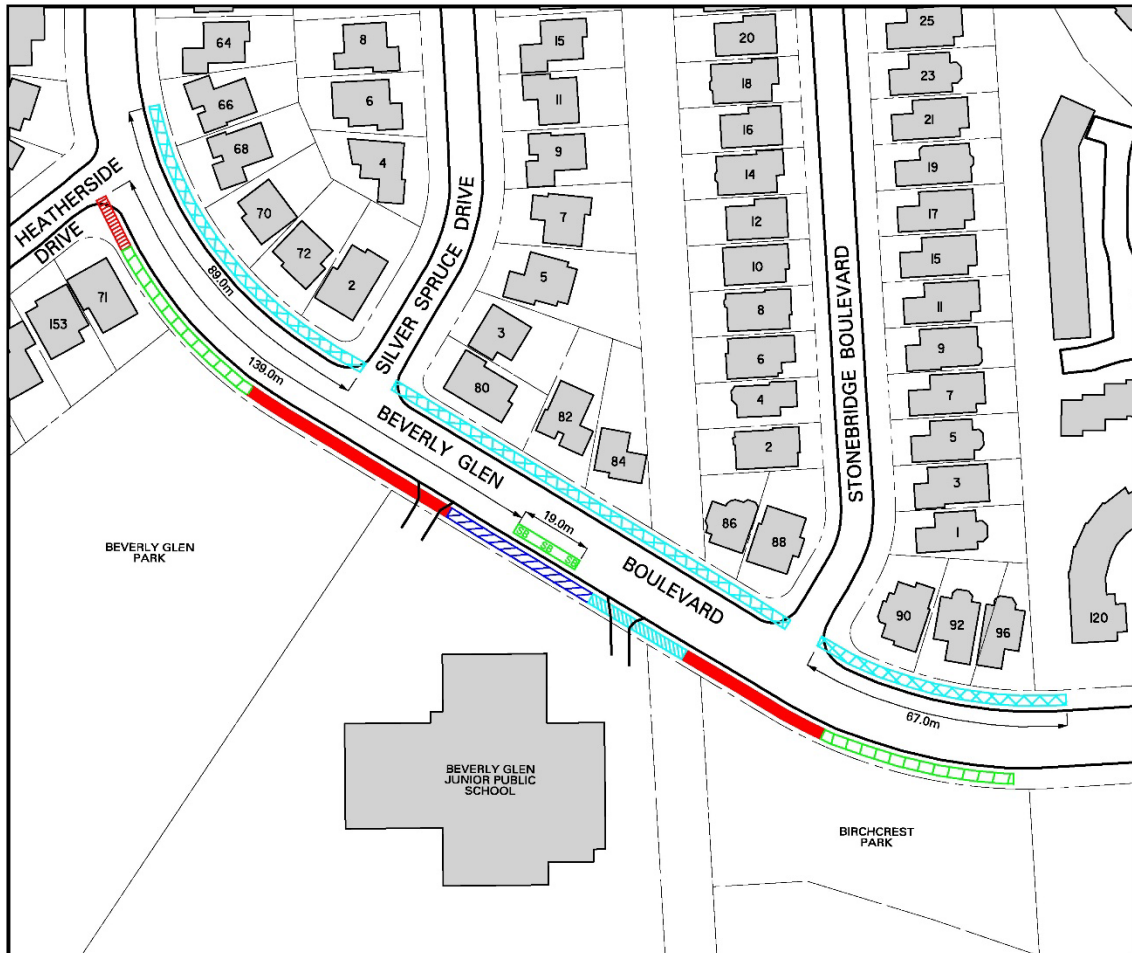 64
8
15
20
25
66
6
11
18
23
68
4
9
16
21
HEATHERSIDE
DRIVE
70
7
14
19
72
2
5
12
17
89.0m
SILVER SPRUCE DRIVE
10
15
STONEBRIDGE BOULEVARD
153
71
3
8
11
139.0m
80
6
9
82
4
7
BEVERLY GLEN
84
2
5
3
86
88
1
19.0m
SB SB SB
BOULEVARD
BEVERLY GLEN
PARK
90
92
96
120
67.0m
BEVERLY GLEN
JUNIOR PUBLIC
SCHOOL
BIRCHCREST
PARK